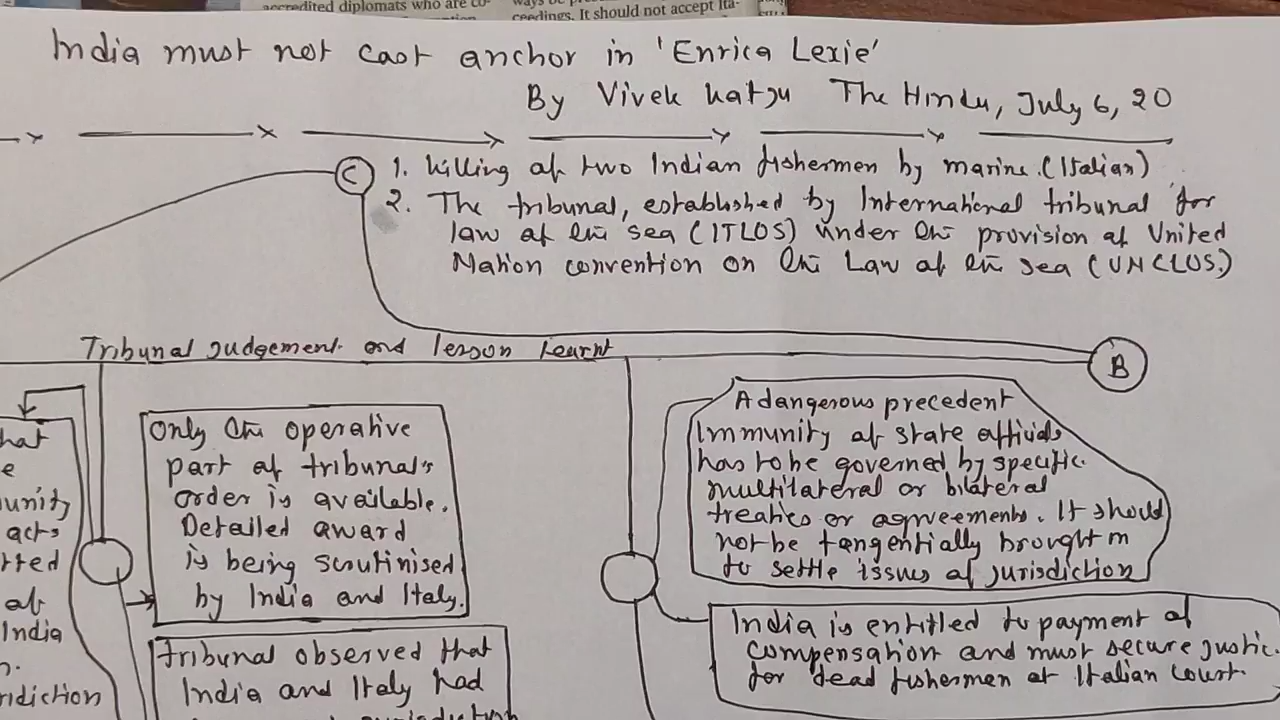 accredited diplomats who are co-
ceedings. It should not accept Ita-
India must not cast anchor in 'Enrica Lexie'
By Vivek Katju The Hindu, July 6, 20
C
1. Killing of two Indian fishermen by marine. (Italian)
2. The tribunal, established by International tribunal for
law of the sea (ITLOS) under the provision of United
Nation convention on the Law of the sea (UNCLOS.)
Tribunal judgement and lesson learnt
B
hat
e
unity
acts
tted
of
India
n.
ridiction
Only the operative
part of tribunal's
order is available.
Detailed award
is being scrutinised
by India and Italy.
Tribunal observed that
India and Italy had
A dangerous precedent
Immunity of state officials
has to be governed by specific
multilateral or bilateral
treaties or agreements. It should
not be tangentially brought in
to settle issues of jurisdiction
India is entitled to payment of
compensation and must secure justic.
for dead fishermen at Italian court.